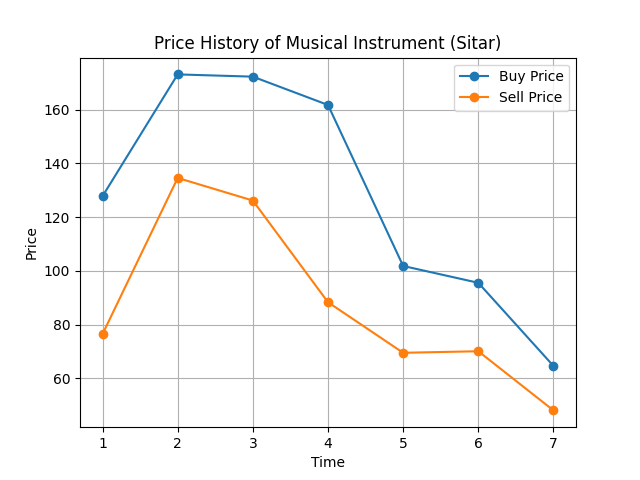 Price History of Musical Instrument (Sitar)
Buy Price
Sell Price
Price
160
140
120
100
80
60
1 2 3 4 5 6 7
Time